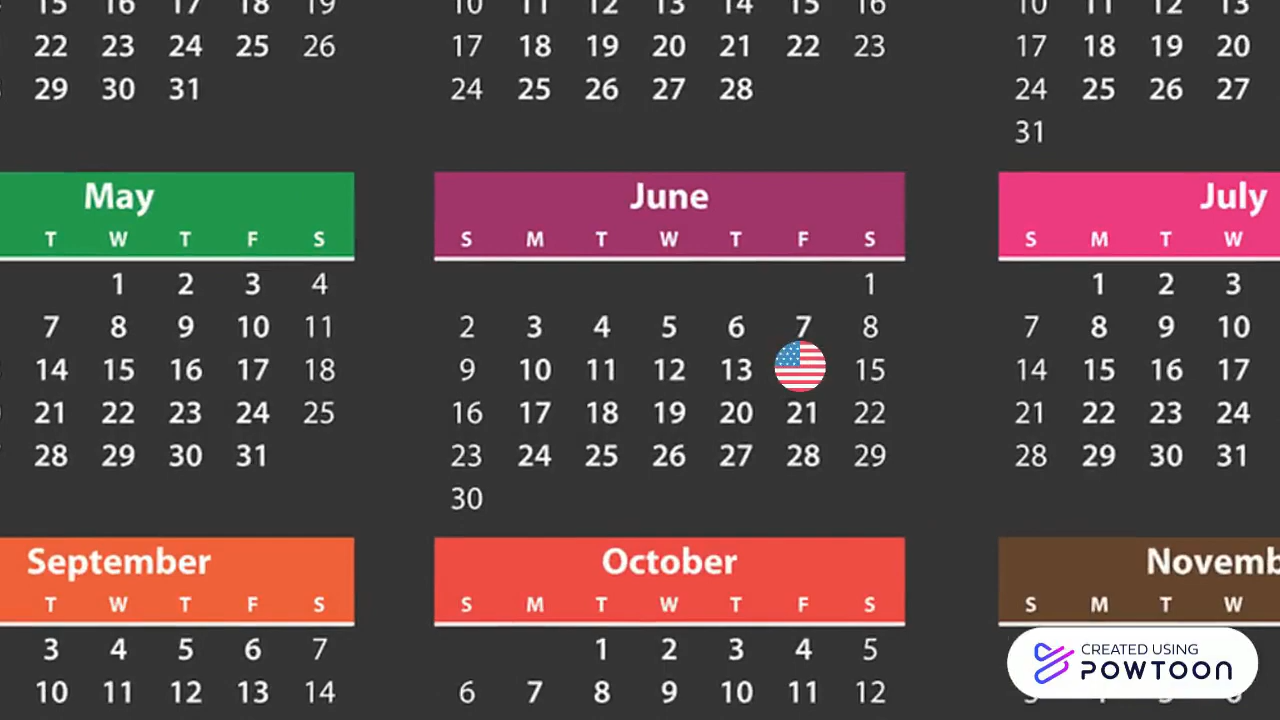 15 16 17 18 19
22 23 24 25 26
29 30 31
10 11 12 13 14 15 16
17 18 19 20 21 22 23
24 25 26 27 28
10 11 12 13
17 18 19 20
24 25 26 27
31
May
T W T F S
1 2 3 4
7 8 9 10 11
14 15 16 17 18
21 22 23 24 25
28 29 30 31
June
S M T W T F S
1
2 3 4 5 6 7 8
9 10 11 12 13 15
16 17 18 19 20 21 22
23 24 25 26 27 28 29
30
July
S M T W
1 2 3
7 8 9 10
14 15 16 17
21 22 23 24
28 29 30 31
September
T W T F S
3 4 5 6 7
10 11 12 13 14
October
S M T W T F S
1 2 3 4 5
6 7 8 9 10 11 12
Novemb
S M T W
CREATED USING
POWTOON